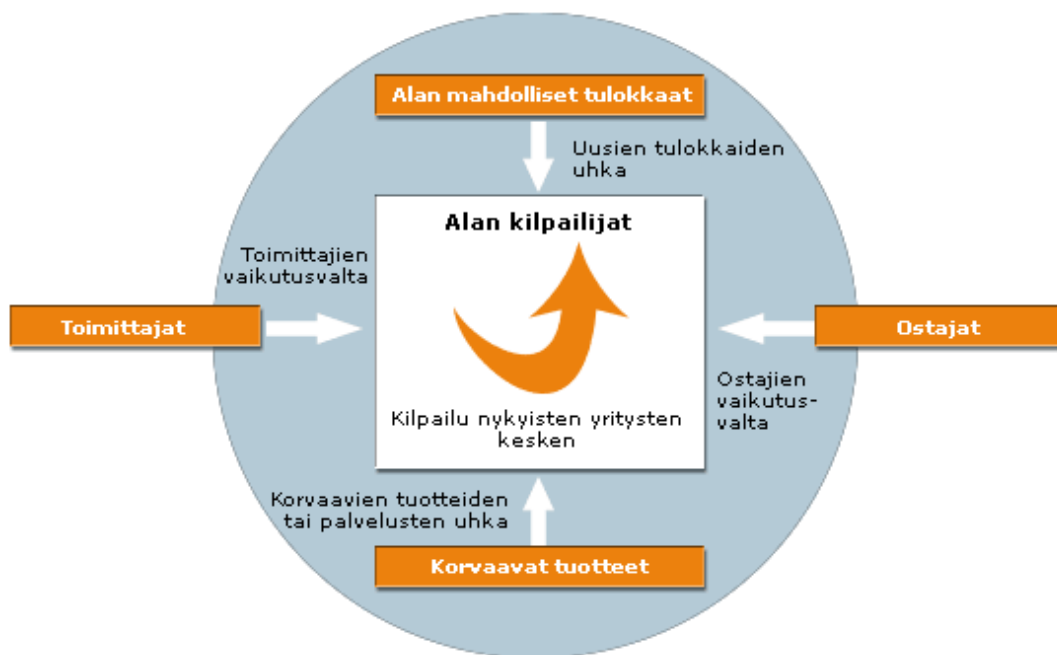 Alan mahdolliset tulokkaat
Uusien tulokkaiden
uhka
Alan kilpailijat
Toimittajien
vaikutusvalta
Toimittajat
Ostajat
Ostajien
vaikutus-
valta
Kilpailu nykyisten yritysten
kesken
Korvaavien tuotteiden
tai palvelusten uhka
Korvaavat tuotteet